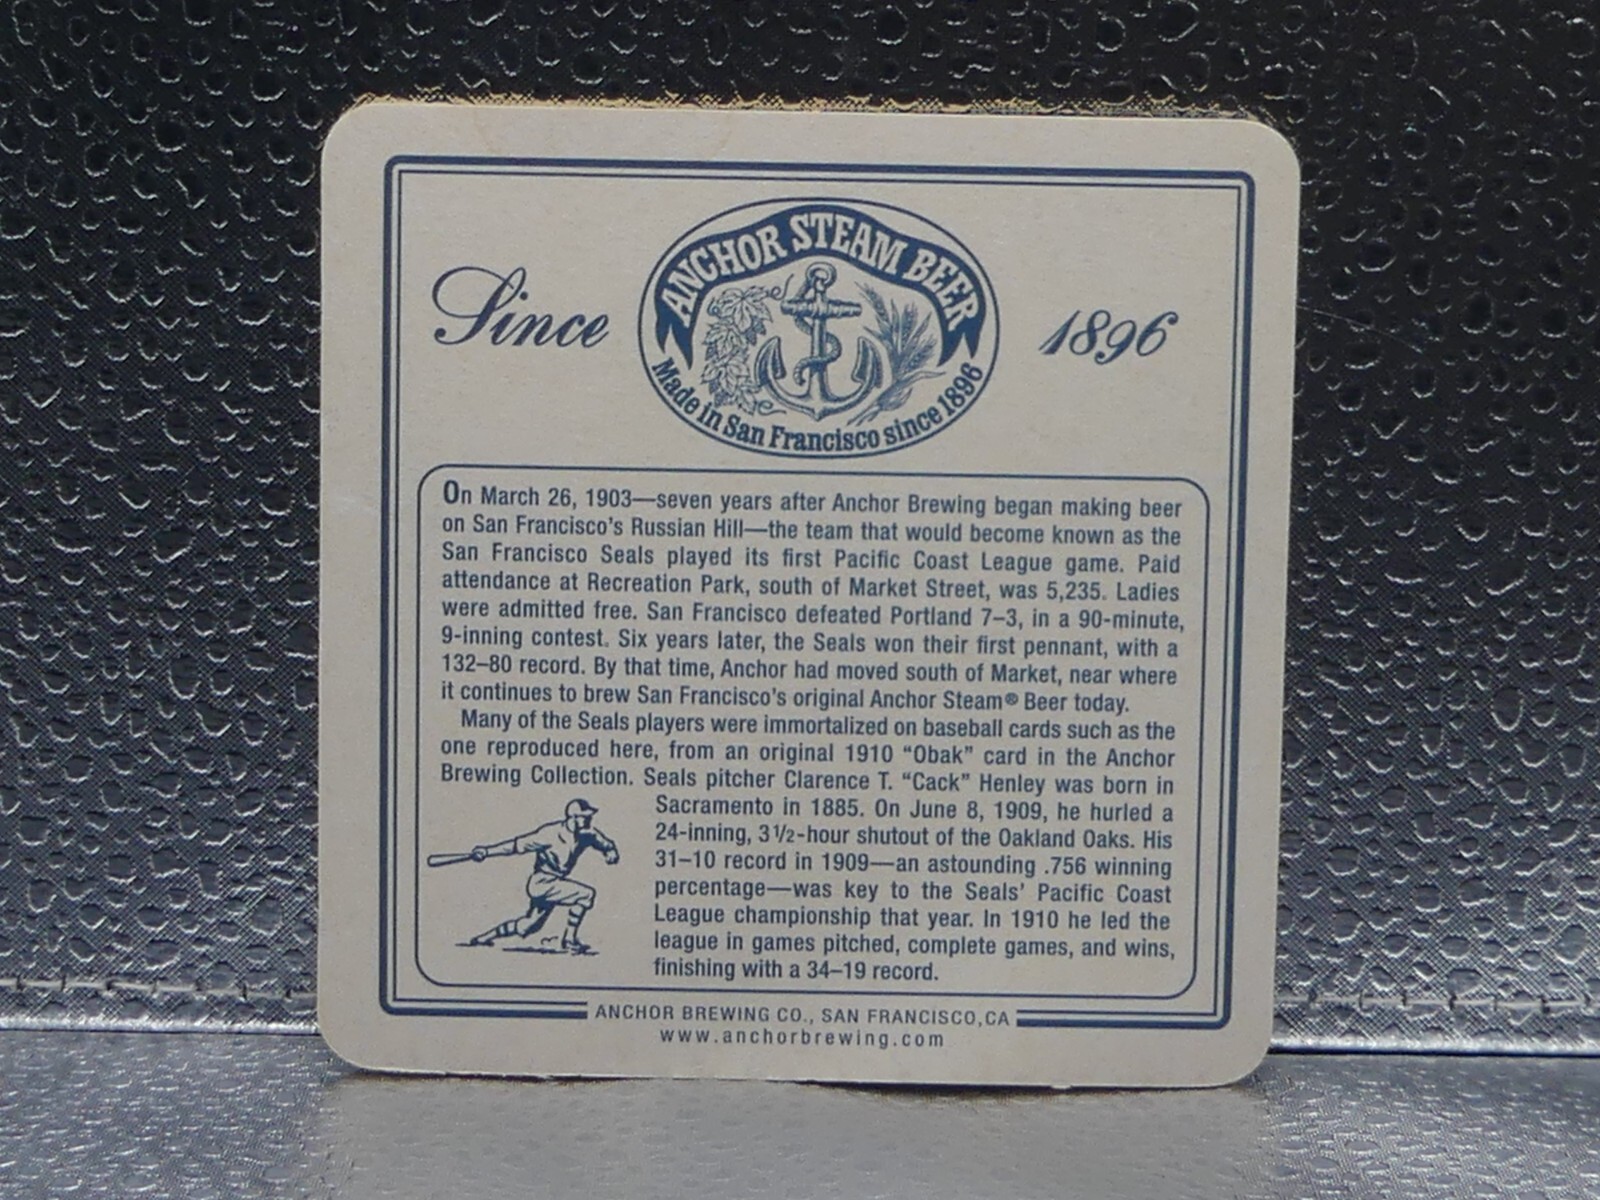 Since
ANCHOR STEAM BEER
Made in San Francisco since 1896
1896
On March 26, 1903—seven years after Anchor Brewing began making beer
on San Francisco's Russian Hill—the team that would become known as the
San Francisco Seals played its first Pacific Coast League game. Paid
attendance at Recreation Park, south of Market Street, was 5,235. Ladies
were admitted free. San Francisco defeated Portland 7–3, in a 90-minute,
9-inning contest. Six years later, the Seals won their first pennant, with a
132–80 record. By that time, Anchor had moved south of Market, near where
it continues to brew San Francisco's original Anchor Steam® Beer today.
Many of the Seals players were immortalized on baseball cards such as the
one reproduced here, from an original 1910 “Obak” card in the Anchor
Brewing Collection. Seals pitcher Clarence T. “Cack” Henley was born in
Sacramento in 1885. On June 8, 1909, he hurled a
24-inning, 3 1/2-hour shutout of the Oakland Oaks. His
31–10 record in 1909—an astounding .756 winning
percentage—was key to the Seals' Pacific Coast
League championship that year. In 1910 he led the
league in games pitched, complete games, and wins,
finishing with a 34–19 record.
ANCHOR BREWING CO., SAN FRANCISCO, CA
www.anchorbrewing.com